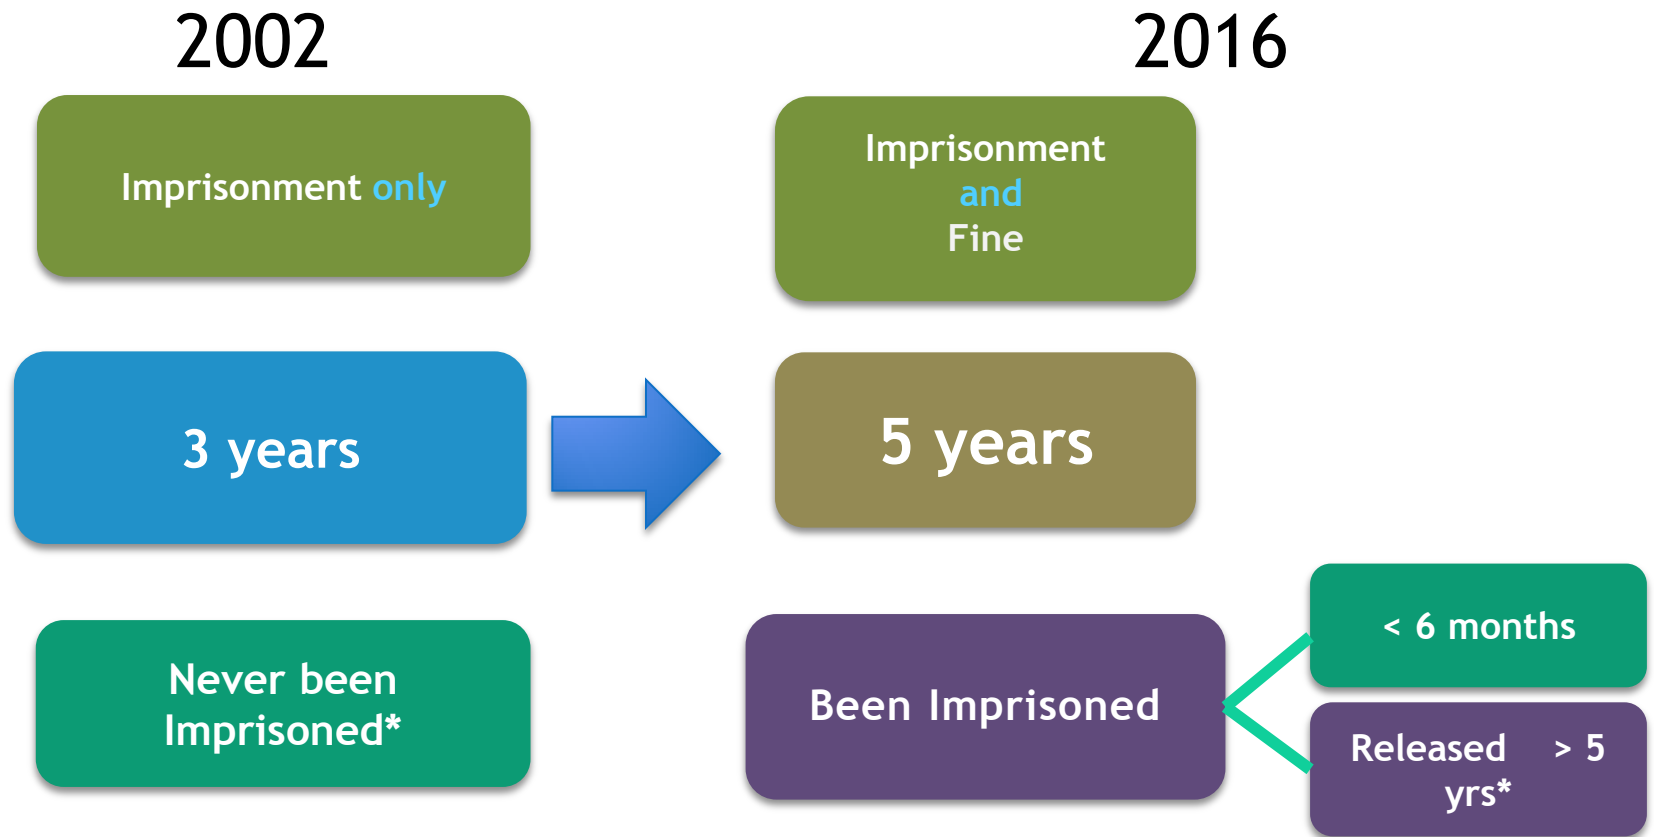 2002
2016
Imprisonment only
Imprisonment
and
Fine
3 years
5 years
Never been
Imprisoned*
Been Imprisoned
< 6 months
Released > 5
yrs*